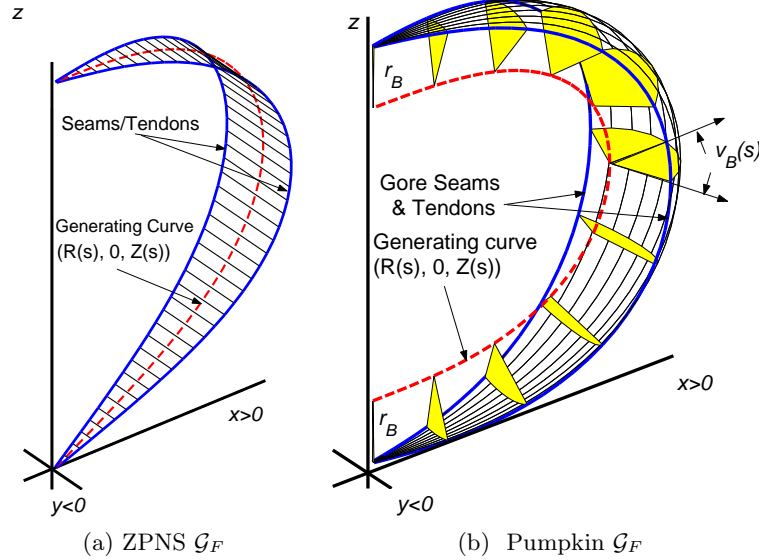 z
Seams/Tendons
Generating Curve
(R(s), 0, Z(s))
x>0
y<0
(a) ZPNS 𝒢_F
z
r_B
v_B(s)
Gore Seams
& Tendons
Generating curve
(R(s), 0, Z(s))
r_B
x>0
y<0
(b) Pumpkin 𝒢_F